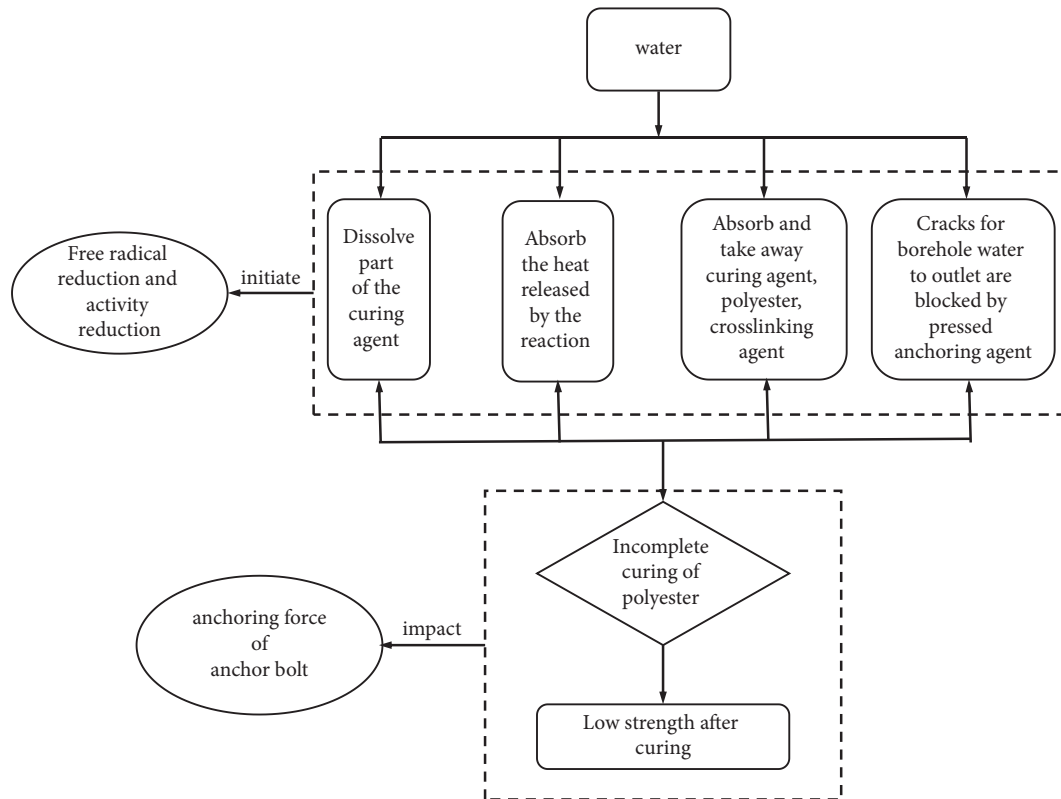 water
Dissolve
part
of the
curing
agent
Absorb
the heat
released
by the
reaction
Absorb and
take away
curing agent,
polyester,
crosslinking
agent
Cracks for
borehole water
to outlet are
blocked by
pressed
anchoring agent
Free radical
reduction and
activity
reduction
initiate
Incomplete
curing of
polyester
anchoring force
of
anchor bolt
impact
Low strength after
curing